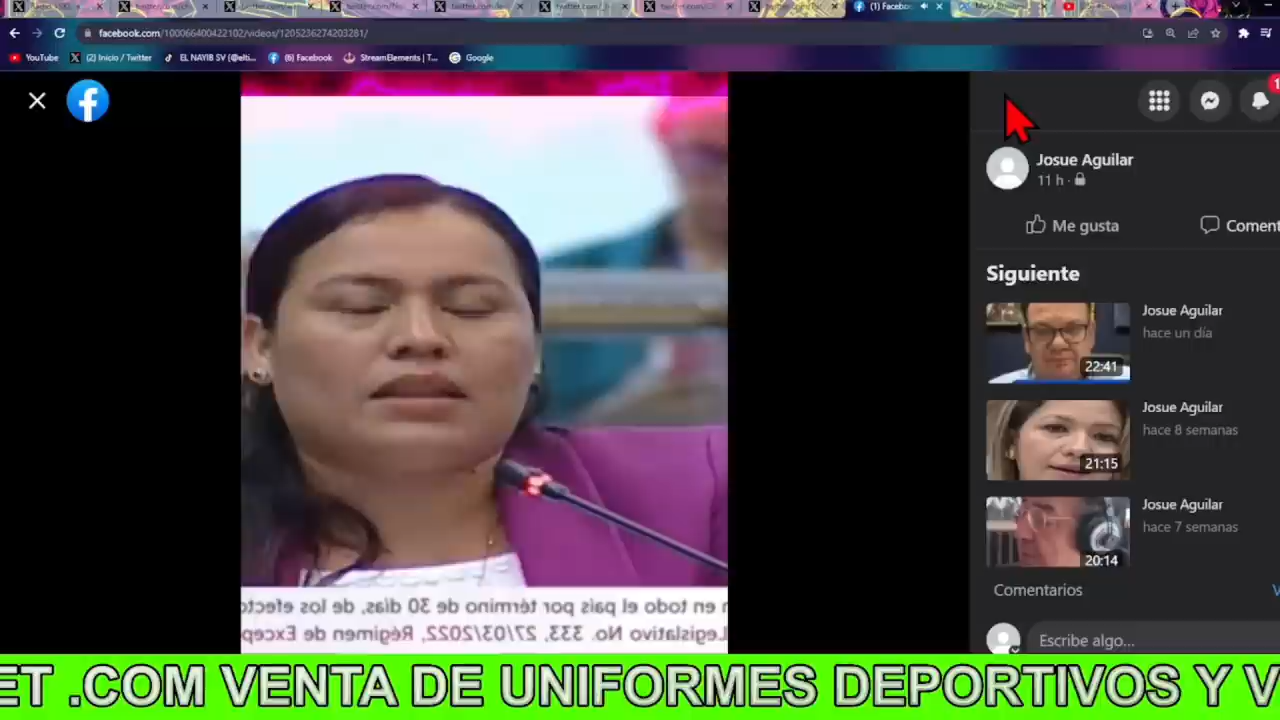 facebook.com/100066400422102/videos/1205236274203281/
YouTube
(2) Inicio / Twitter
EL NAYIB SV (@elti...
(6) Facebook
StreamElements | T...
Google
Josue Aguilar
11 h ·
Me gusta
Coment
Siguiente
Josue Aguilar
hace un día
22:41
Josue Aguilar
hace 8 semanas
21:15
Josue Aguilar
hace 7 semanas
20:14
Comentarios
Escribe algo...
n en todo el país por término de 30 días, de los efecto
Legislativo No. 333, 27/03/2022, Régimen de Excep
ET .COM VENTA DE UNIFORMES DEPORTIVOS Y V